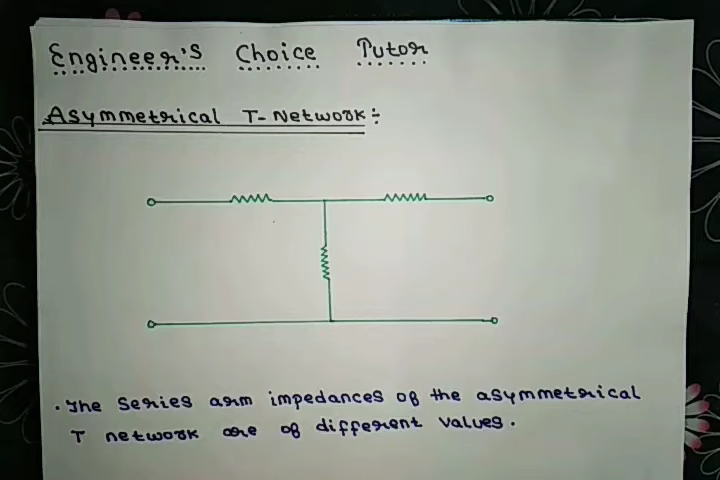 Engineer's Choice Tutor
Asymmetrical T-Network:
. The series arm impedances of the asymmetrical
T network are of different values.